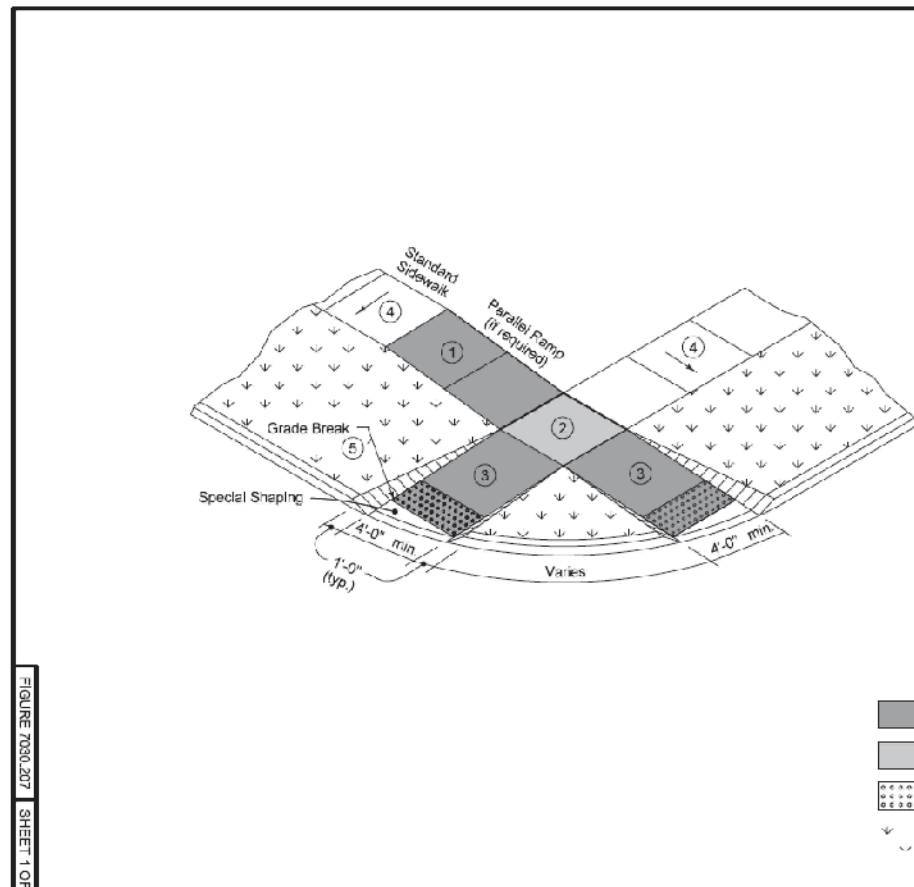 Standard
Sidewalk
4
1
Parallel Ramp
(if required)
4
2
Grade Break
5
3
3
Special Shaping
4'-0" min.
1'-0"
(typ.)
Varies
4'-0" min.
FIGURE 7030.207
SHEET 1 OF